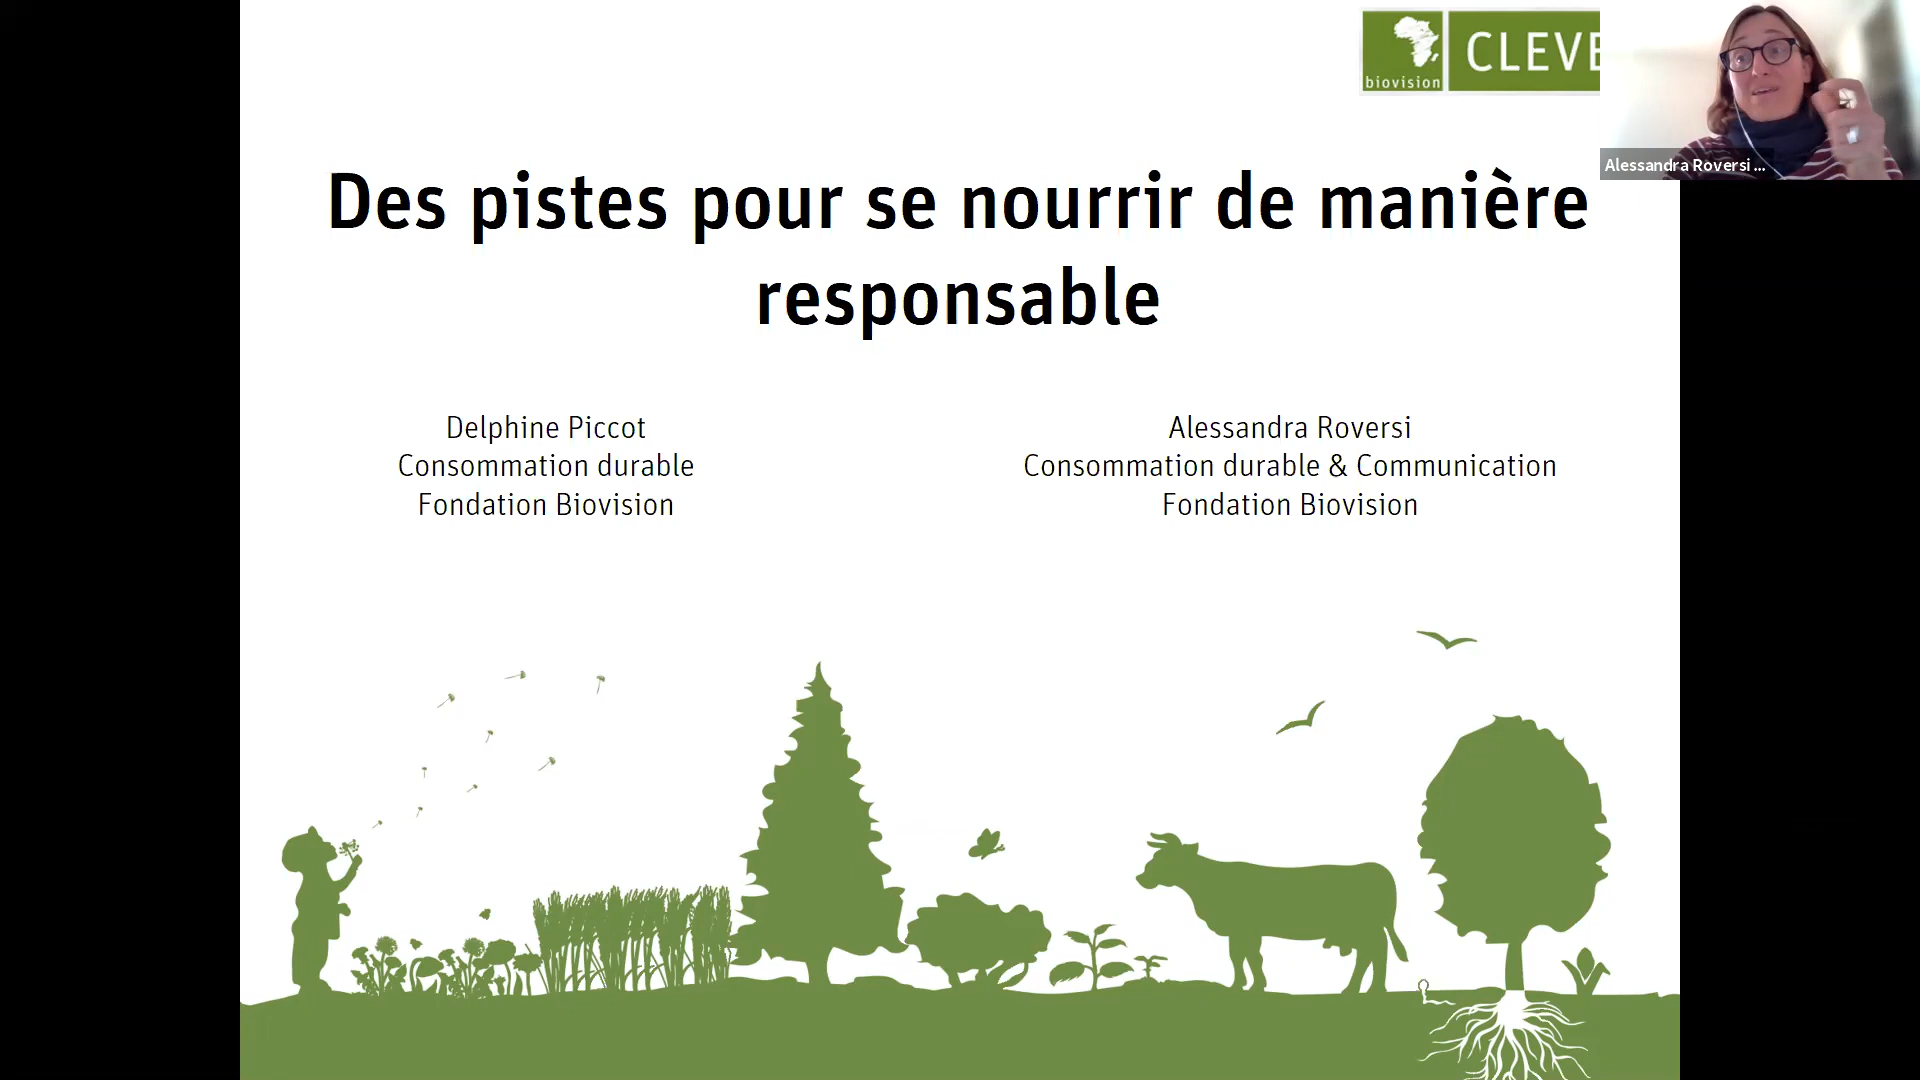 biovision
CLEVE
Alessandra Roversi ...
Des pistes pour se nourrir de manière
responsable
Delphine Piccot
Consommation durable
Fondation Biovision
Alessandra Roversi
Consommation durable & Communication
Fondation Biovision